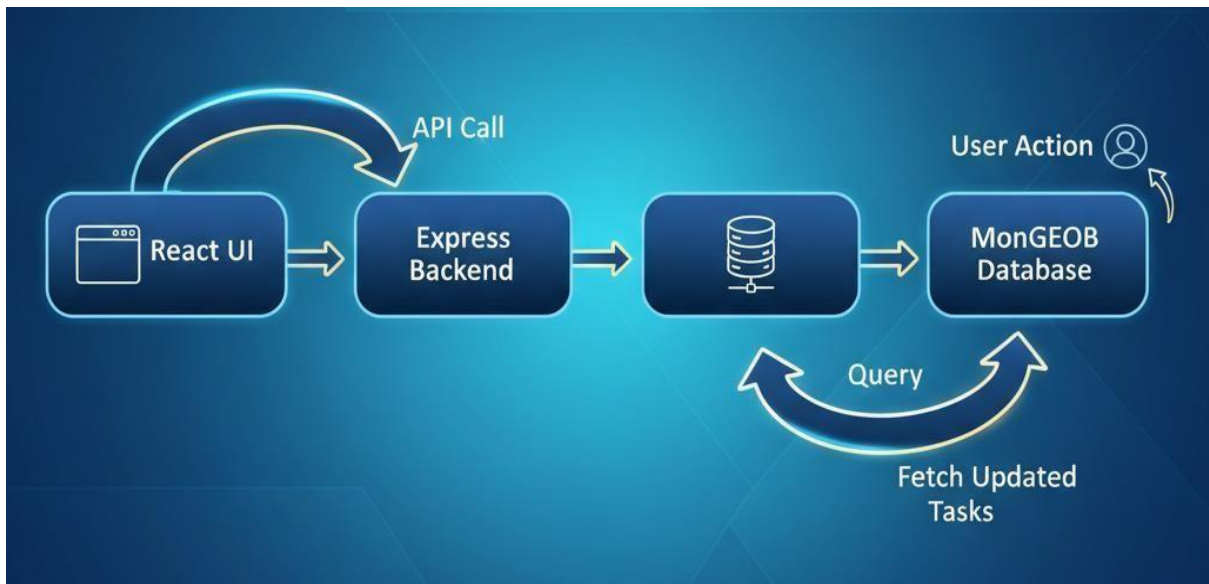 API Call
User Action
React UI
Express
Backend
MonGEOB
Database
Query
Fetch Updated
Tasks